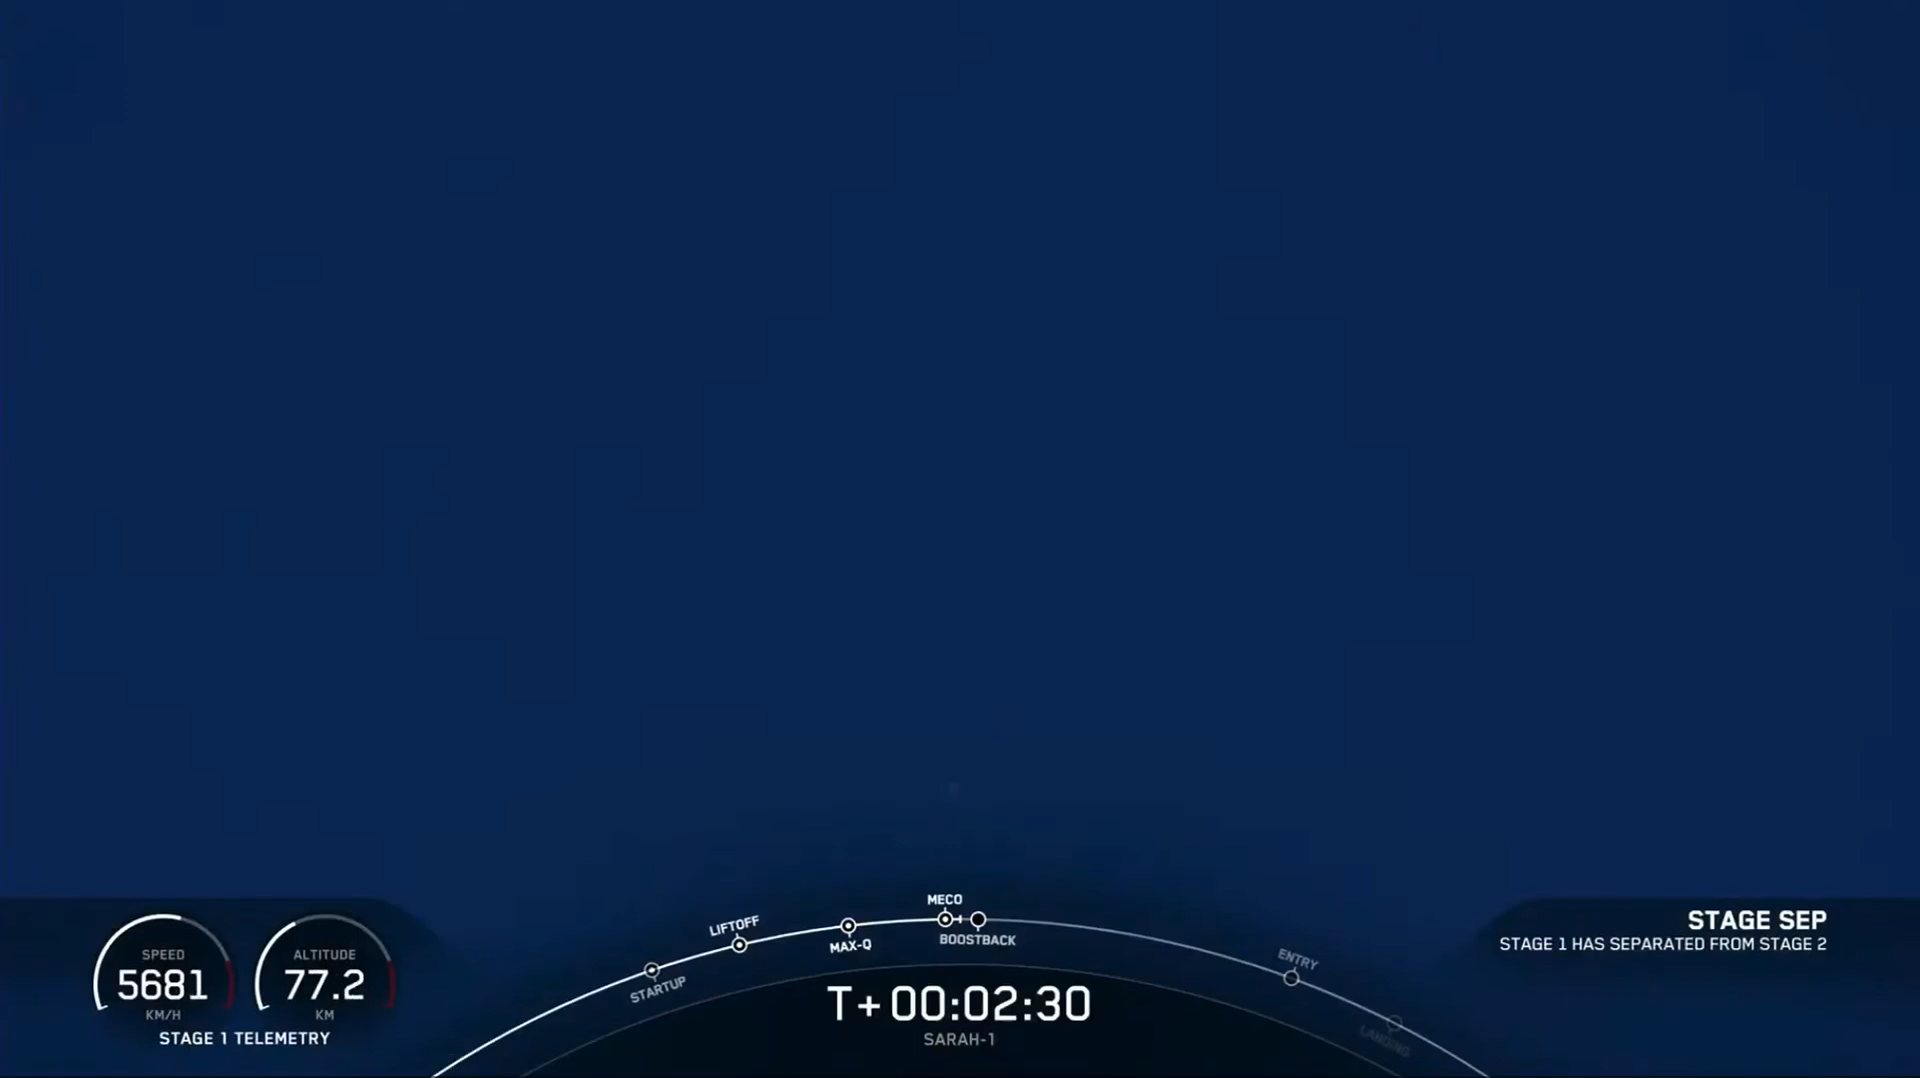 MECO
LIFTOFF
MAX-Q
BOOSTBACK
STARTUP
ENTRY
LANDING
SPEED
5681
KM/H
ALTITUDE
77.2
KM
STAGE 1 TELEMETRY
T+00:02:30
SARAH-1
STAGE SEP
STAGE 1 HAS SEPARATED FROM STAGE 2